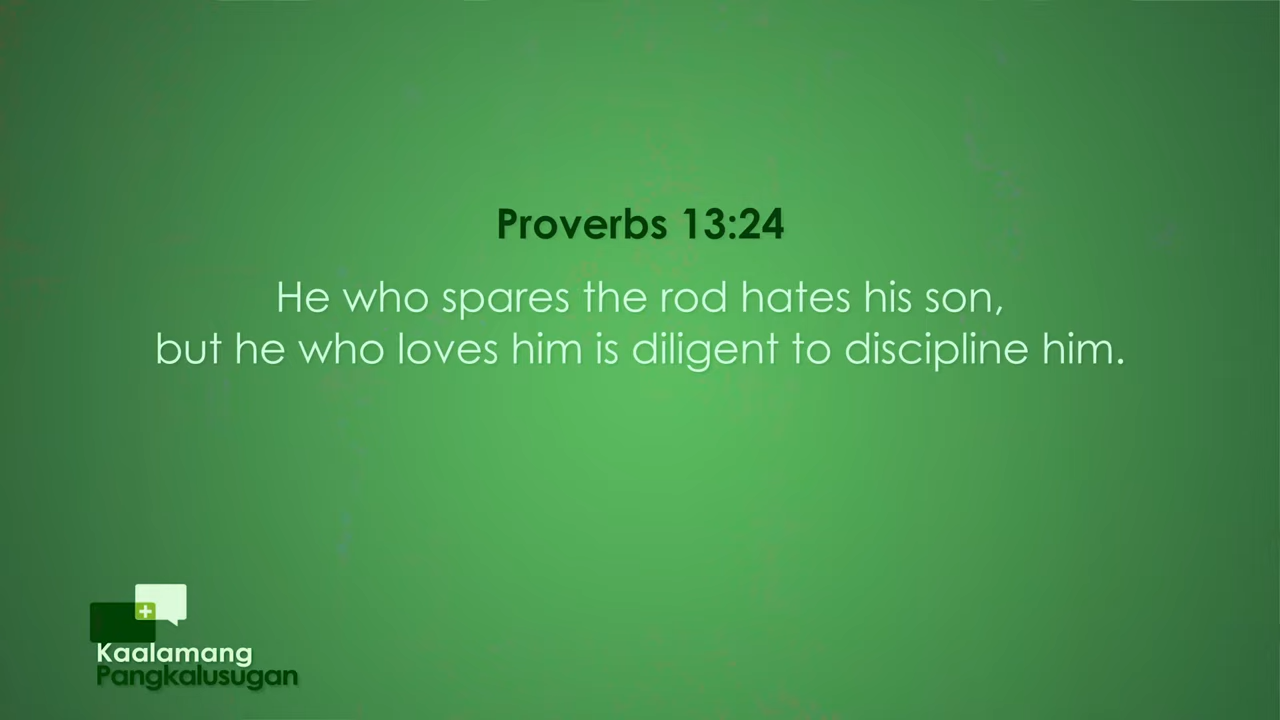 Proverbs 13:24
He who spares the rod hates his son,
but he who loves him is diligent to discipline him.
Kaalamang
Pangkalusugan